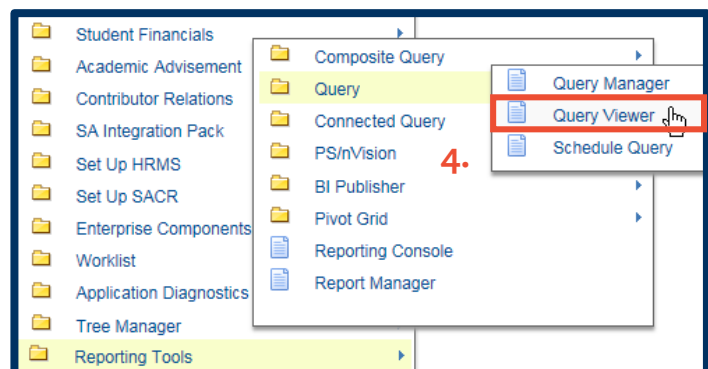 Student Financials
Academic Advisement
Contributor Relations
SA Integration Pack
Set Up HRMS
Set Up SACR
Enterprise Components
Worklist
Application Diagnostics
Tree Manager
Reporting Tools
Composite Query
Query
Connected Query
PS/nVision
BI Publisher
Pivot Grid
Reporting Console
Report Manager
4.
Query Manager
Query Viewer
Schedule Query